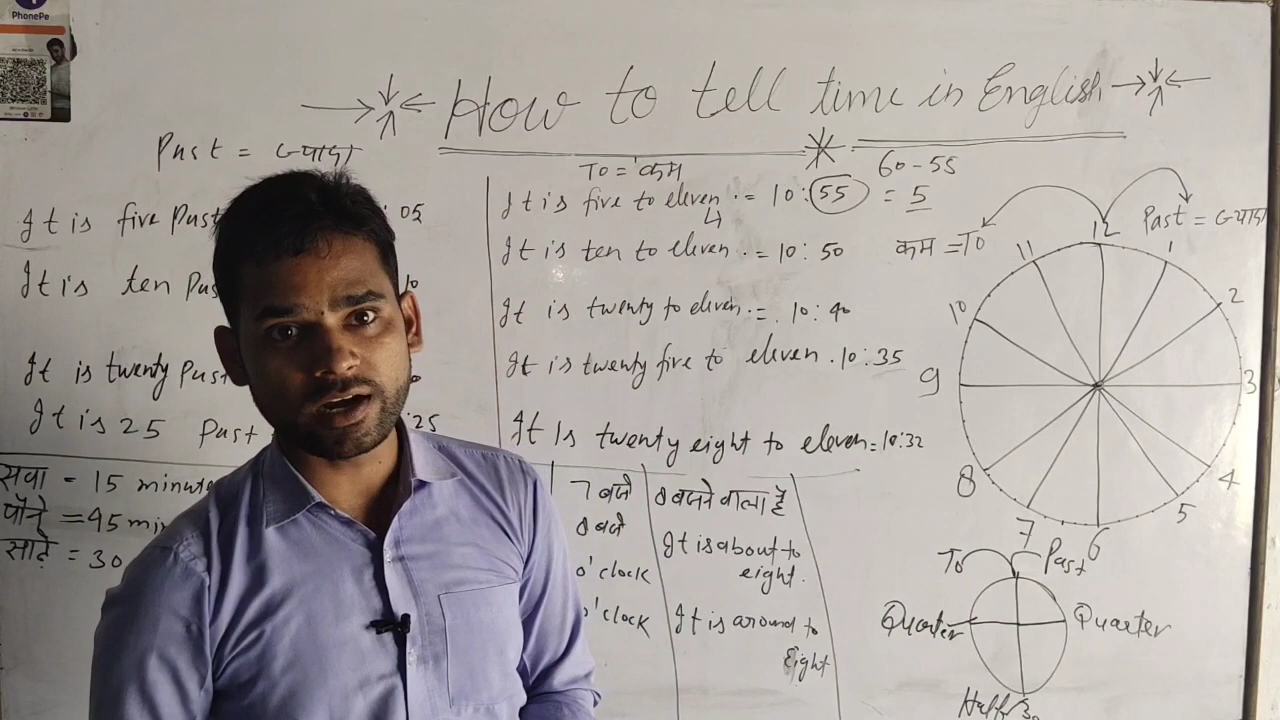 PhonePe
How to tell time in English
Past = ज्यादा
To = कम
60-55
It is five Past
05
It is ten Pas
10
It is twenty Pas
It is 25 Past
:25
It is five to eleven = 10:55 = 5
It is ten to eleven = 10:50
It is twenty to eleven = 10:40
It is twenty five to eleven 10:35
It Is twenty eight to eleven = 10:32
सवा = 15 minute
पौने = 45 min
साढ़े = 30
7 बजे
8 बजे
o'clock
o'clock
8 बजने वाला है
It is about to
eight.
It is around to
Eight
कम = To
Past = ज्यादा
12
1
2
3
4
5
6
7
8
9
10
11
To
Past
Quarter
Quarter
Half 30